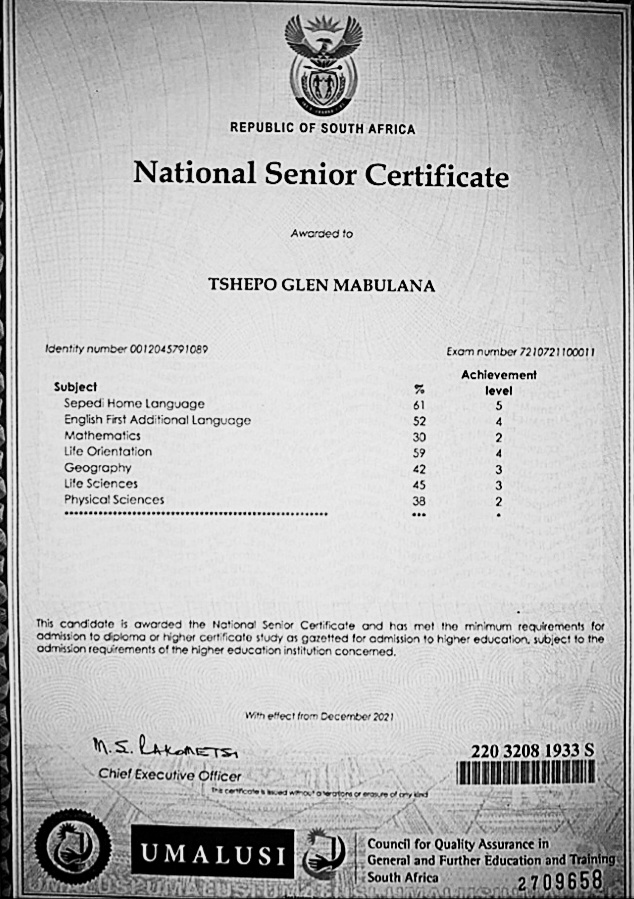 REPUBLIC OF SOUTH AFRICA
National Senior Certificate
Awarded to
TSHEPO GLEN MABULANA
Identity number 0012045791089
Exam number 7210721100011
Subject % Achievement level
Sepedi Home Language 61 5
English First Additional Language 52 4
Mathematics 30 2
Life Orientation 59 4
Geography 42 3
Life Sciences 45 3
Physical Sciences 38 2
This candidate is awarded the National Senior Certificate and has met the minimum requirements for
admission to diploma or higher certificate study as gazetted for admission to higher education, subject to the
admission requirements of the higher education institution concerned.
With effect from December 2021
M.S. RAKOMETSI
Chief Executive Officer
220 3208 1933 S
This certificate is issued without alterations or erasure of any kind
UMALUSI
Council for Quality Assurance in
General and Further Education and Training
South Africa
2709658